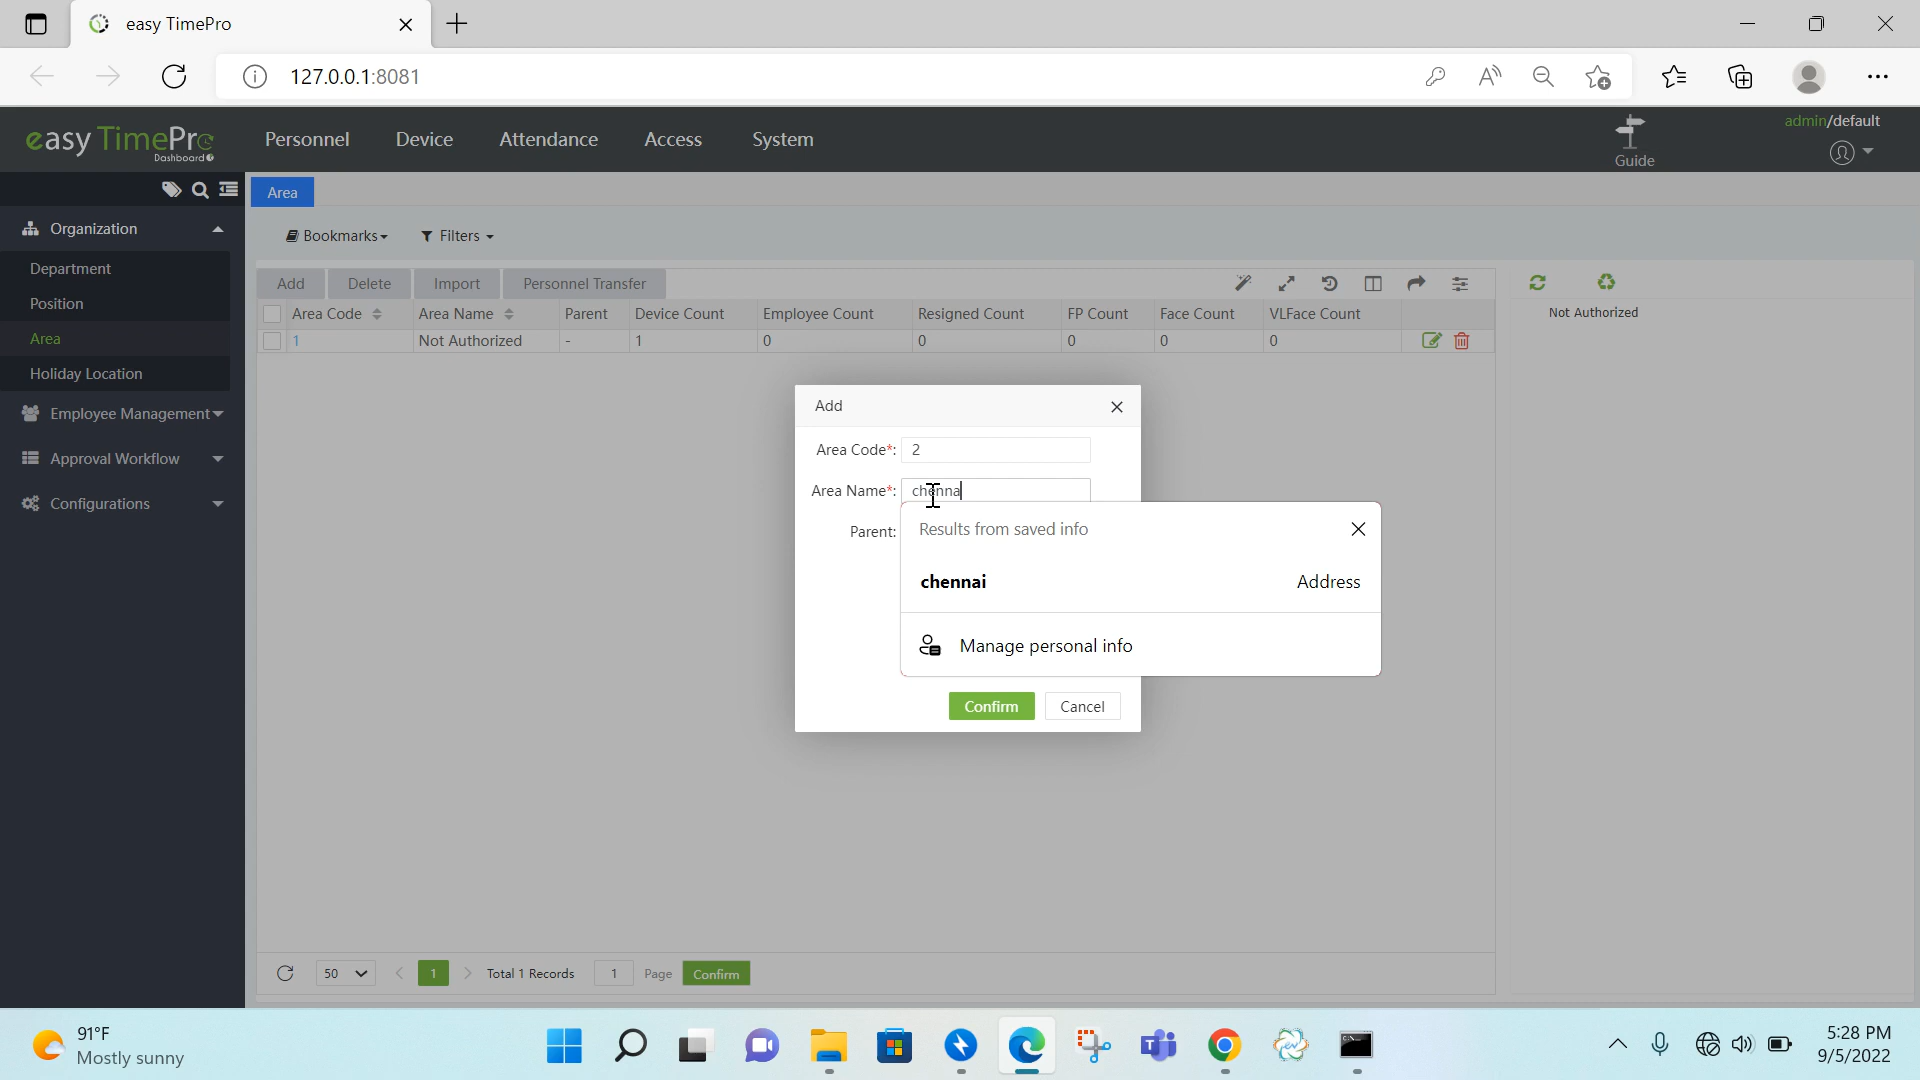 easy TimePro
127.0.0.1:8081
easy TimePro
Dashboard
Personnel Device Attendance Access System
Guide
admin/default
Area
Organization
Department
Position
Area
Holiday Location
Employee Management
Approval Workflow
Configurations
Bookmarks Filters
Add Delete Import Personnel Transfer
Area Code Area Name Parent Device Count Employee Count Resigned Count FP Count Face Count VLFace Count
1 Not Authorized - 1 0 0 0 0 0
Not Authorized
Add
Area Code*: 2
Area Name*: chenna
Parent:
Results from saved info
chennai Address
Manage personal info
Confirm Cancel
50 1 Total 1 Records 1 Page Confirm
91°F
Mostly sunny
5:28 PM
9/5/2022